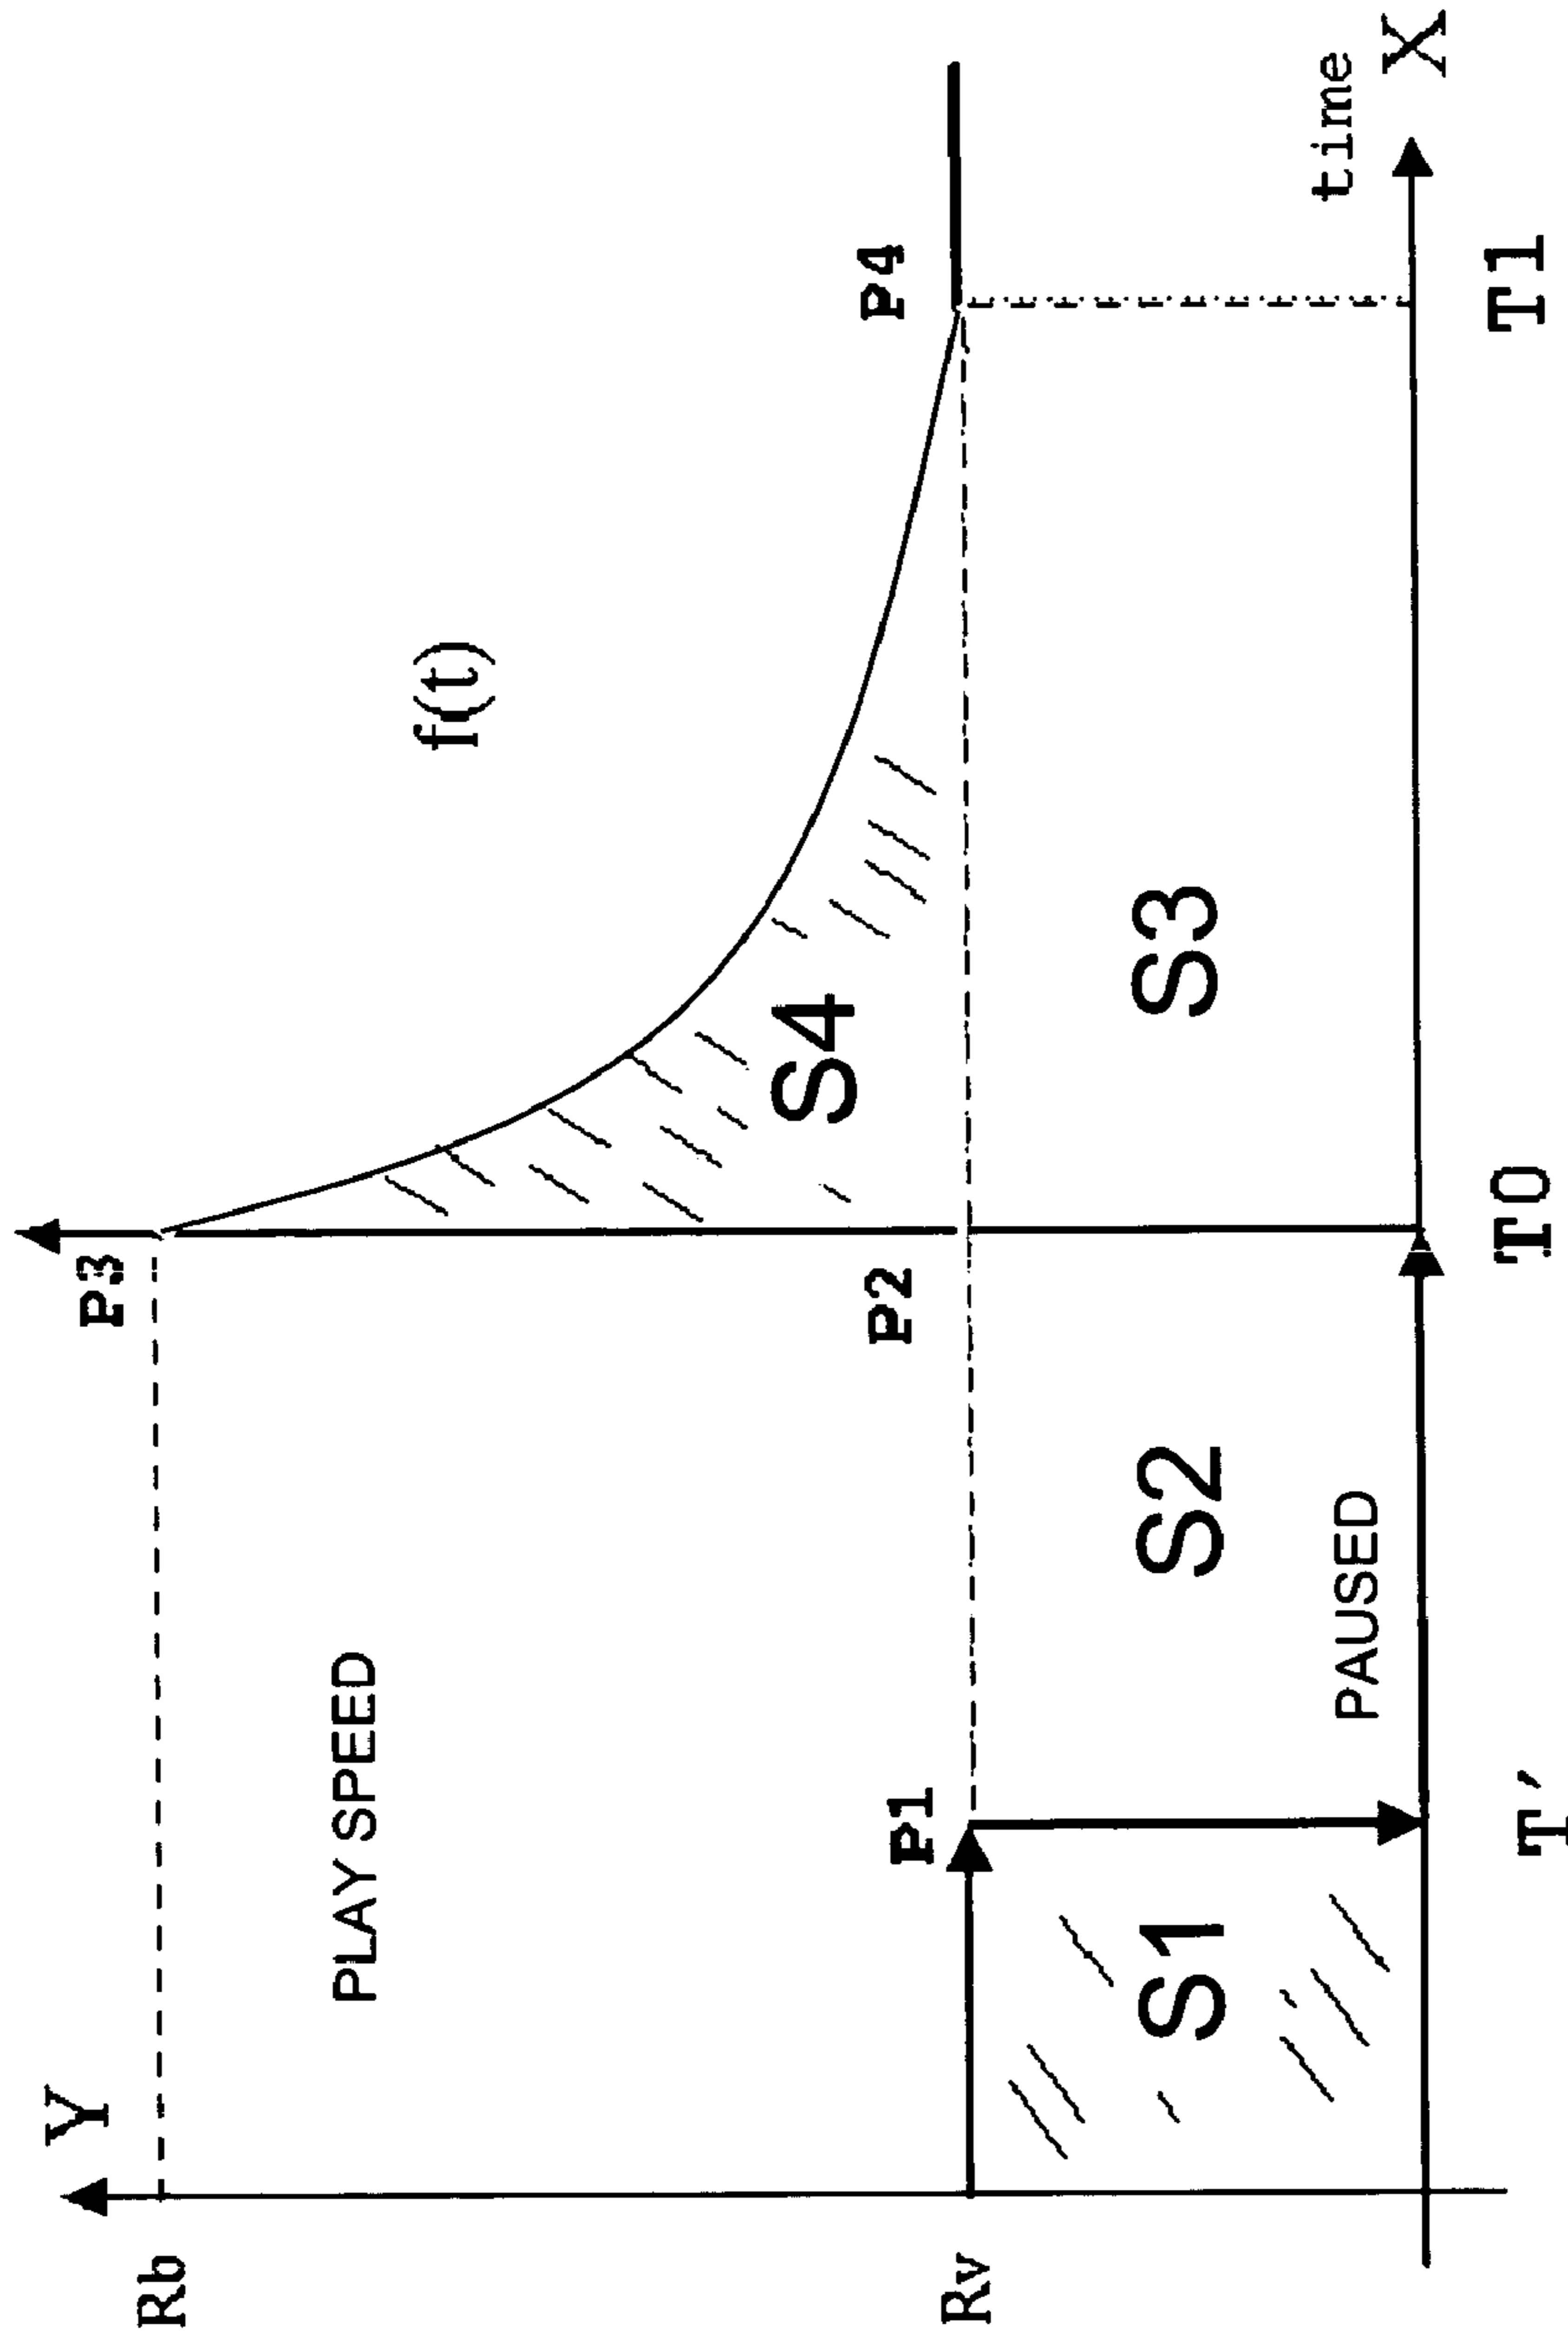 Y
Rb
P3
PLAY SPEED
f(t)
Rv
P1
P2
S4
P4
S1
S2
S3
PAUSED
time
X
T'
T0
T1